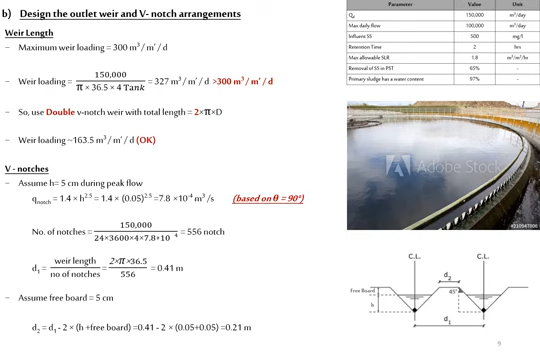 b) Design the outlet weir and V- notch arrangements
Weir Length
– Maximum weir loading = 300 m³/ m′ / d
– Weir loading = 150,000 / π × 36.5 × 4 Tank = 327 m³/ m′ / d >300 m³/ m′ / d
– So, use Double v-notch weir with total length = 2×π×D
– Weir loading ~163.5 m³/ m′ / d (OK)
V - notches
– Assume h= 5 cm during peak flow
q notch = 1.4 × h^2.5 = 1.4 × (0.05)^2.5 =7.8 ×10^-4 m³ /s (based on θ = 90°)
No. of notches = 150,000 / 24×3600×4×7.8*10^-4 = 556 notch
d₁ = weir length / no of notches = 2×π×36.5 / 556 = 0.41 m
– Assume free board = 5 cm
d₂ = d₁ - 2 × (h +free board) =0.41 - 2 × (0.05+0.05) =0.21 m
Parameter Value Unit
Qd 150,000 m³/day
Max daily flow 100,000 m³/day
Influent SS 500 mg/l
Retention Time 2 hrs
Max allowable SLR 1.8 m³/m²/hr
Removal of SS in PST 65% -
Primary sludge has a water content 97% -
Adobe Stock
C.L. C.L.
d₂
Free Board
45°
h
d₁
9